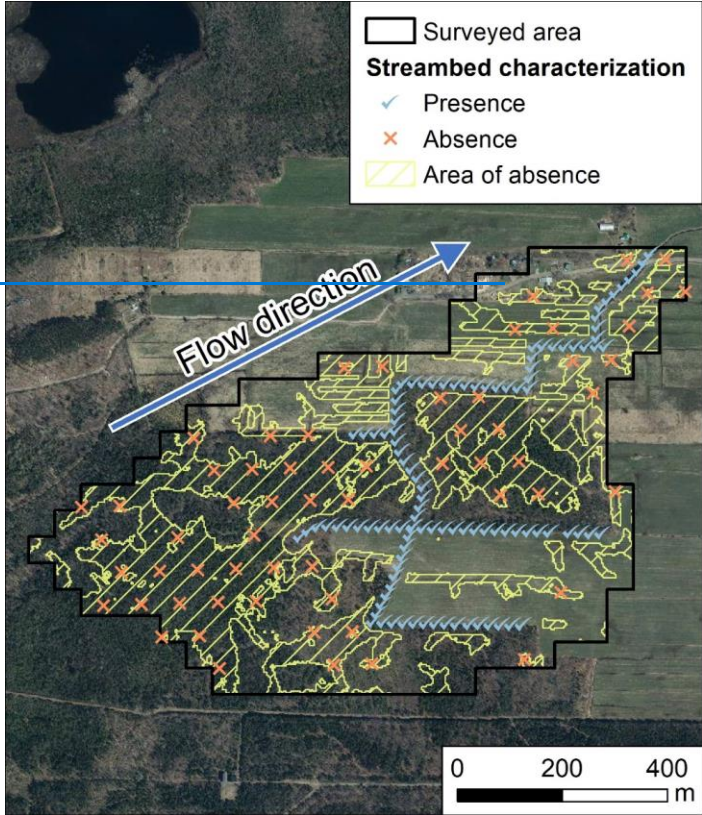 Surveyed area
Streambed characterization
Presence
Absence
Area of absence
Flow direction
0 200 400
m